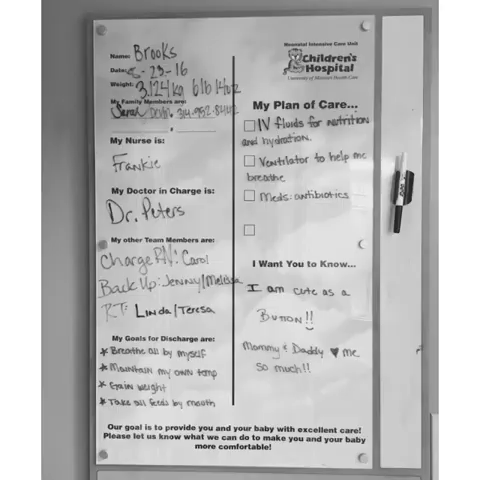 Neonatal Intensive Care Unit
Children's
Hospital
University of Missouri Health Care
Name: Brooks
Date: 8-23-16
Weight: 3.124kg 6lb 14oz
My Family Members are:
Sarah
My Nurse is:
Frankie
My Doctor in Charge is:
Dr. Peters
My other Team Members are:
Charge RN: Carol
Back Up: Jenny/Melissa
RT: Linda/Teresa
My Goals for Discharge are:
* Breathe all by myself
* Maintain my own temp
* Gain weight
* Take all feeds by mouth
My Plan of Care...
IV fluids for nutrition
and hydration.
Ventilator to help me
breathe
Meds: antibiotics
I Want You to Know...
I am cute as a
Button!!
Mommy & Daddy ♥ me
so much!!
Our goal is to provide you and your baby with excellent care!
Please let us know what we can do to make you and your baby
more comfortable!
EXPO